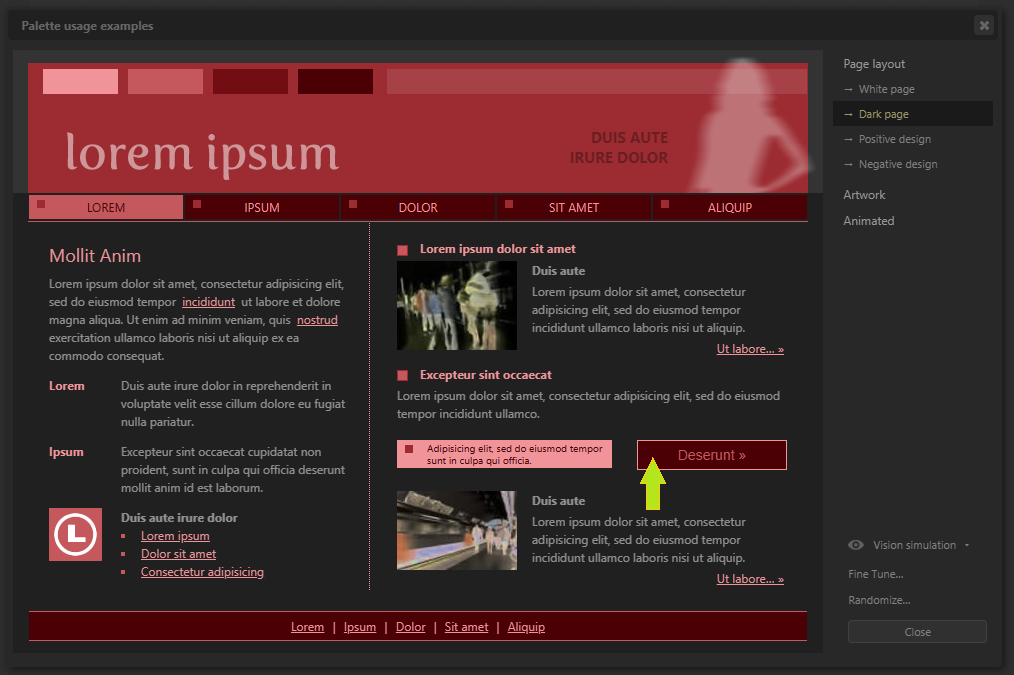 Palette usage examples
lorem ipsum
DUIS AUTE
IRURE DOLOR
LOREM
IPSUM
DOLOR
SIT AMET
ALIQUIP
Mollit Anim
Lorem ipsum dolor sit amet, consectetur adipisicing elit,
sed do eiusmod tempor incididunt ut labore et dolore
magna aliqua. Ut enim ad minim veniam, quis nostrud
exercitation ullamco laboris nisi ut aliquip ex ea
commodo consequat.
Lorem
Duis aute irure dolor in reprehenderit in
voluptate velit esse cillum dolore eu fugiat
nulla pariatur.
Ipsum
Excepteur sint occaecat cupidatat non
proident, sunt in culpa qui officia deserunt
mollit anim id est laborum.
L
Duis aute irure dolor
Lorem ipsum
Dolor sit amet
Consectetur adipisicing
Lorem ipsum dolor sit amet
Duis aute
Lorem ipsum dolor sit amet, consectetur
adipisicing elit, sed do eiusmod tempor
incididunt ullamco laboris nisi ut aliquip.
Ut labore... »
Excepteur sint occaecat
Lorem ipsum dolor sit amet, consectetur adipisicing elit, sed do eiusmod
tempor incididunt ullamco.
Adipisicing elit, sed do eiusmod tempor
sunt in culpa qui officia.
Deserunt »
Duis aute
Lorem ipsum dolor sit amet, consectetur
adipisicing elit, sed do eiusmod tempor
incididunt ullamco laboris nisi ut aliquip.
Ut labore... »
Lorem | Ipsum | Dolor | Sit amet | Aliquip
Page layout
→ White page
→ Dark page
→ Positive design
→ Negative design
Artwork
Animated
Vision simulation
Fine Tune...
Randomize...
Close